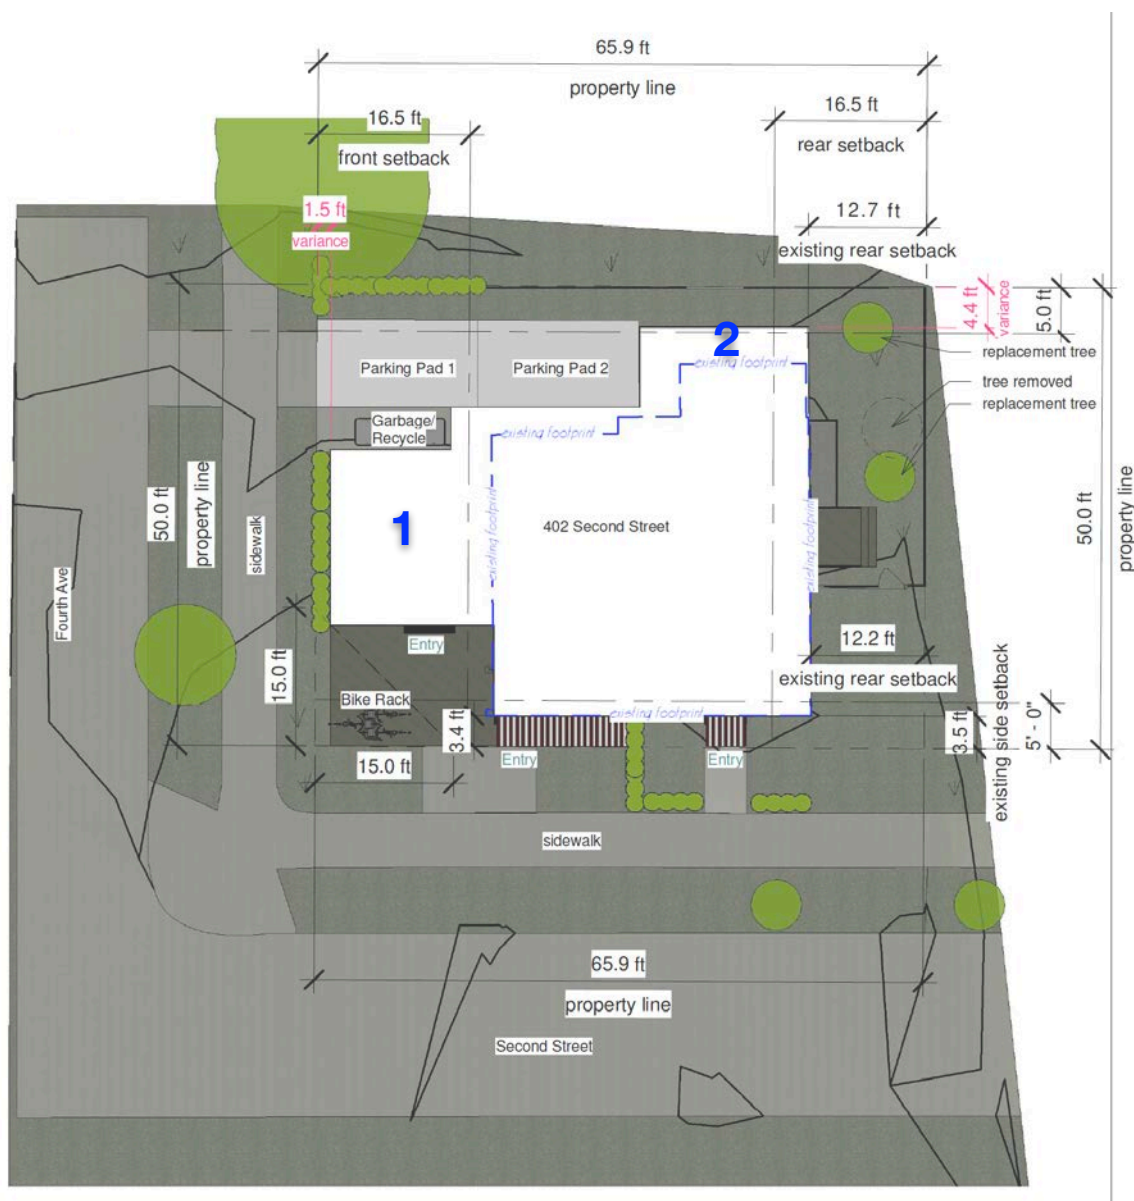 65.9 ft
property line
16.5 ft
front setback
16.5 ft
rear setback
1.5 ft
variance
12.7 ft
existing rear setback
4.4 ft
variance
5.0 ft
2
existing footprint
replacement tree
tree removed
replacement tree
Parking Pad 1
Parking Pad 2
Garbage/
Recycle
existing footprint
50.0 ft
property line
sidewalk
1
existing footprint
402 Second Street
existing footprint
50.0 ft
property line
Fourth Ave
Entry
15.0 ft
12.2 ft
existing rear setback
Bike Rack
3.4 ft
existing footprint
3.5 ft
existing side setback
5' - 0"
15.0 ft
Entry
Entry
sidewalk
65.9 ft
property line
Second Street